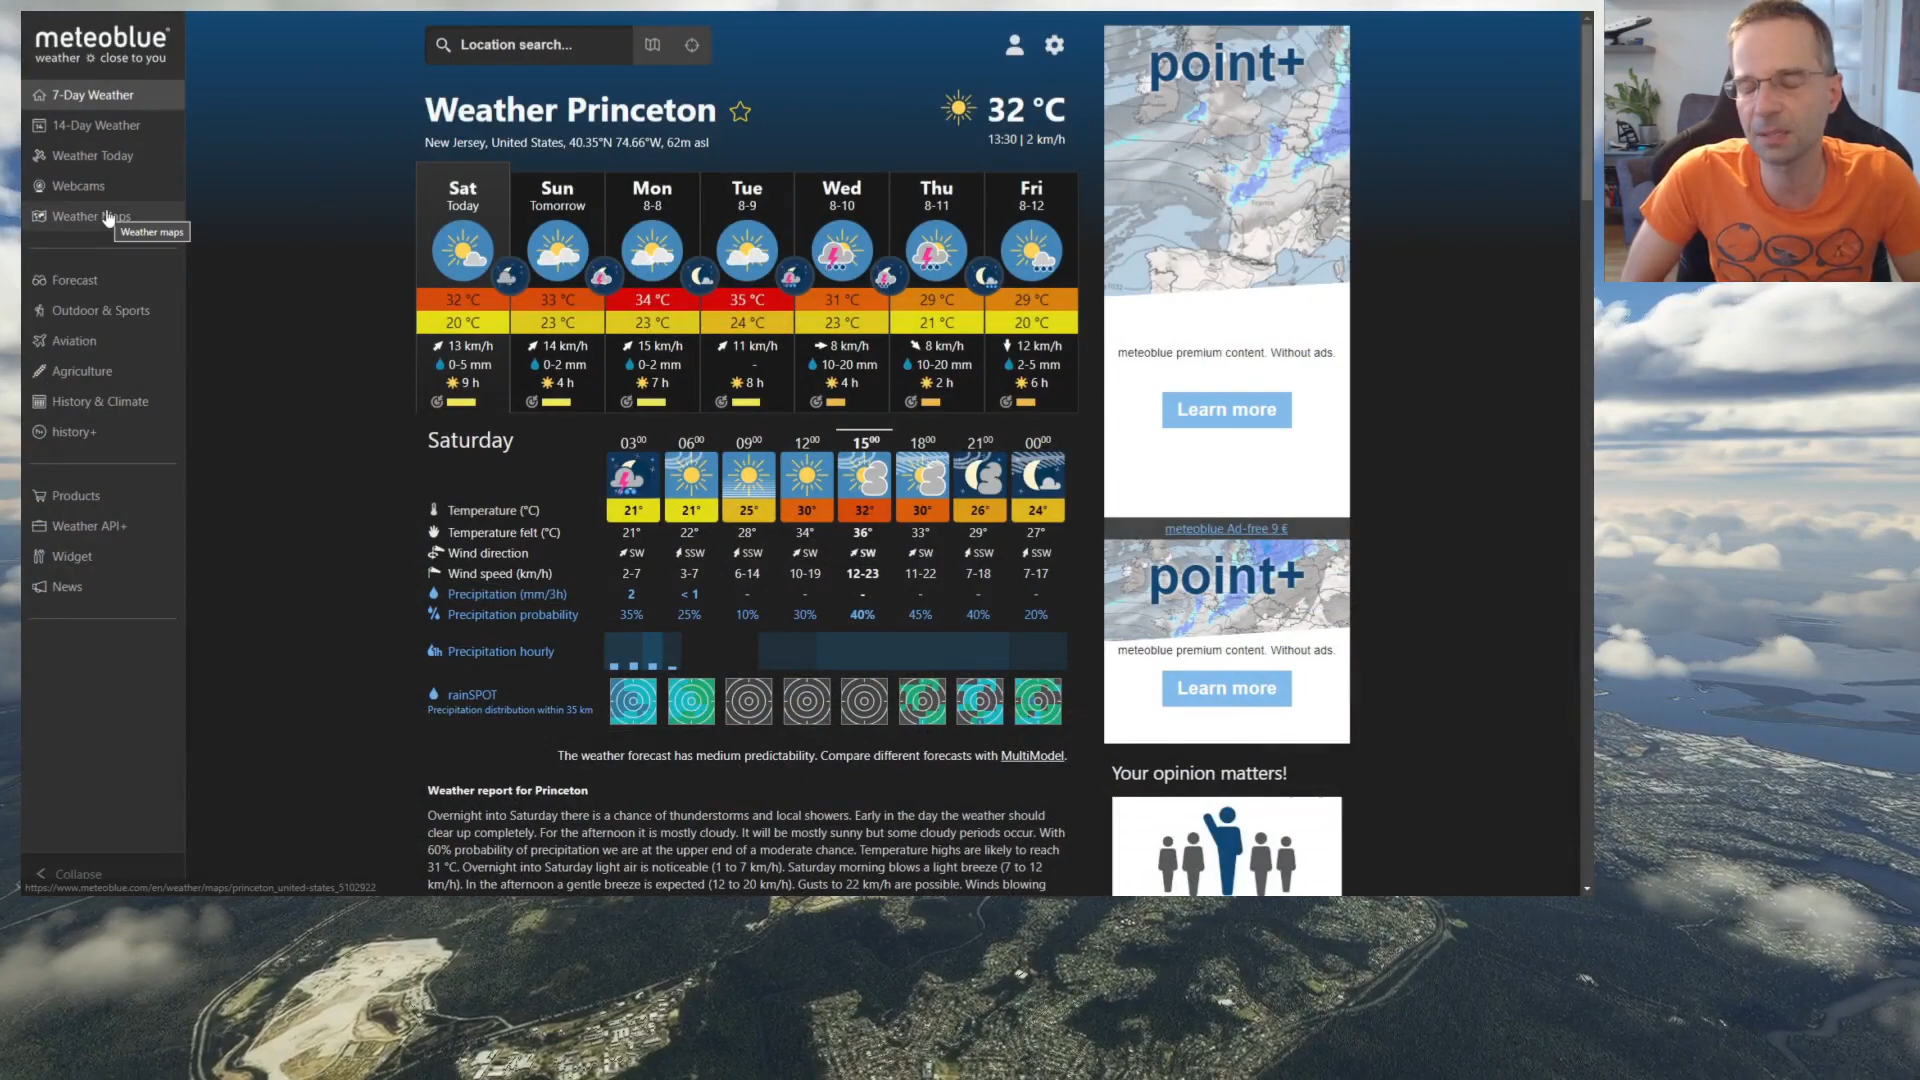 meteoblue®
weather ☼ close to you
7-Day Weather
14-Day Weather
Weather Today
Webcams
Weather Maps
Weather maps
Forecast
Outdoor & Sports
Aviation
Agriculture
History & Climate
history+
Products
Weather API+
Widget
News
Collapse
https://www.meteoblue.com/en/weather/maps/princeton_united-states_5102922
Location search...
Weather Princeton
32 °C
New Jersey, United States, 40.35°N 74.66°W, 62m asl
13:30 | 2 km/h
Sat Sun Mon Tue Wed Thu Fri
Today Tomorrow 8-8 8-9 8-10 8-11 8-12
32 °C 33 °C 34 °C 35 °C 31 °C 29 °C 29 °C
20 °C 23 °C 23 °C 24 °C 23 °C 21 °C 20 °C
13 km/h 14 km/h 15 km/h 11 km/h 8 km/h 8 km/h 12 km/h
0-5 mm 0-2 mm 0-2 mm - 10-20 mm 10-20 mm 2-5 mm
9 h 4 h 7 h 8 h 4 h 2 h 6 h
Saturday 03⁰⁰ 06⁰⁰ 09⁰⁰ 12⁰⁰ 15⁰⁰ 18⁰⁰ 21⁰⁰ 00⁰⁰
Temperature (°C) 21° 21° 25° 30° 32° 30° 26° 24°
Temperature felt (°C) 21° 22° 28° 34° 36° 33° 29° 27°
Wind direction SW SSW SSW SW SW SW SSW SSW
Wind speed (km/h) 2-7 3-7 6-14 10-19 12-23 11-22 7-18 7-17
Precipitation (mm/3h) 2 < 1 - - - - - -
Precipitation probability 35% 25% 10% 30% 40% 45% 40% 20%
1h Precipitation hourly
rainSPOT
Precipitation distribution within 35 km
The weather forecast has medium predictability. Compare different forecasts with MultiModel.
Weather report for Princeton
Overnight into Saturday there is a chance of thunderstorms and local showers. Early in the day the weather should
clear up completely. For the afternoon it is mostly cloudy. It will be mostly sunny but some cloudy periods occur. With
60% probability of precipitation we are at the upper end of a moderate chance. Temperature highs are likely to reach
31 °C. Overnight into Saturday light air is noticeable (1 to 7 km/h). Saturday morning blows a light breeze (7 to 12
km/h). In the afternoon a gentle breeze is expected (12 to 20 km/h). Gusts to 22 km/h are possible. Winds blowing
point+
meteoblue premium content. Without ads.
Learn more
meteoblue Ad-free 9 €
point+
meteoblue premium content. Without ads.
Learn more
Your opinion matters!